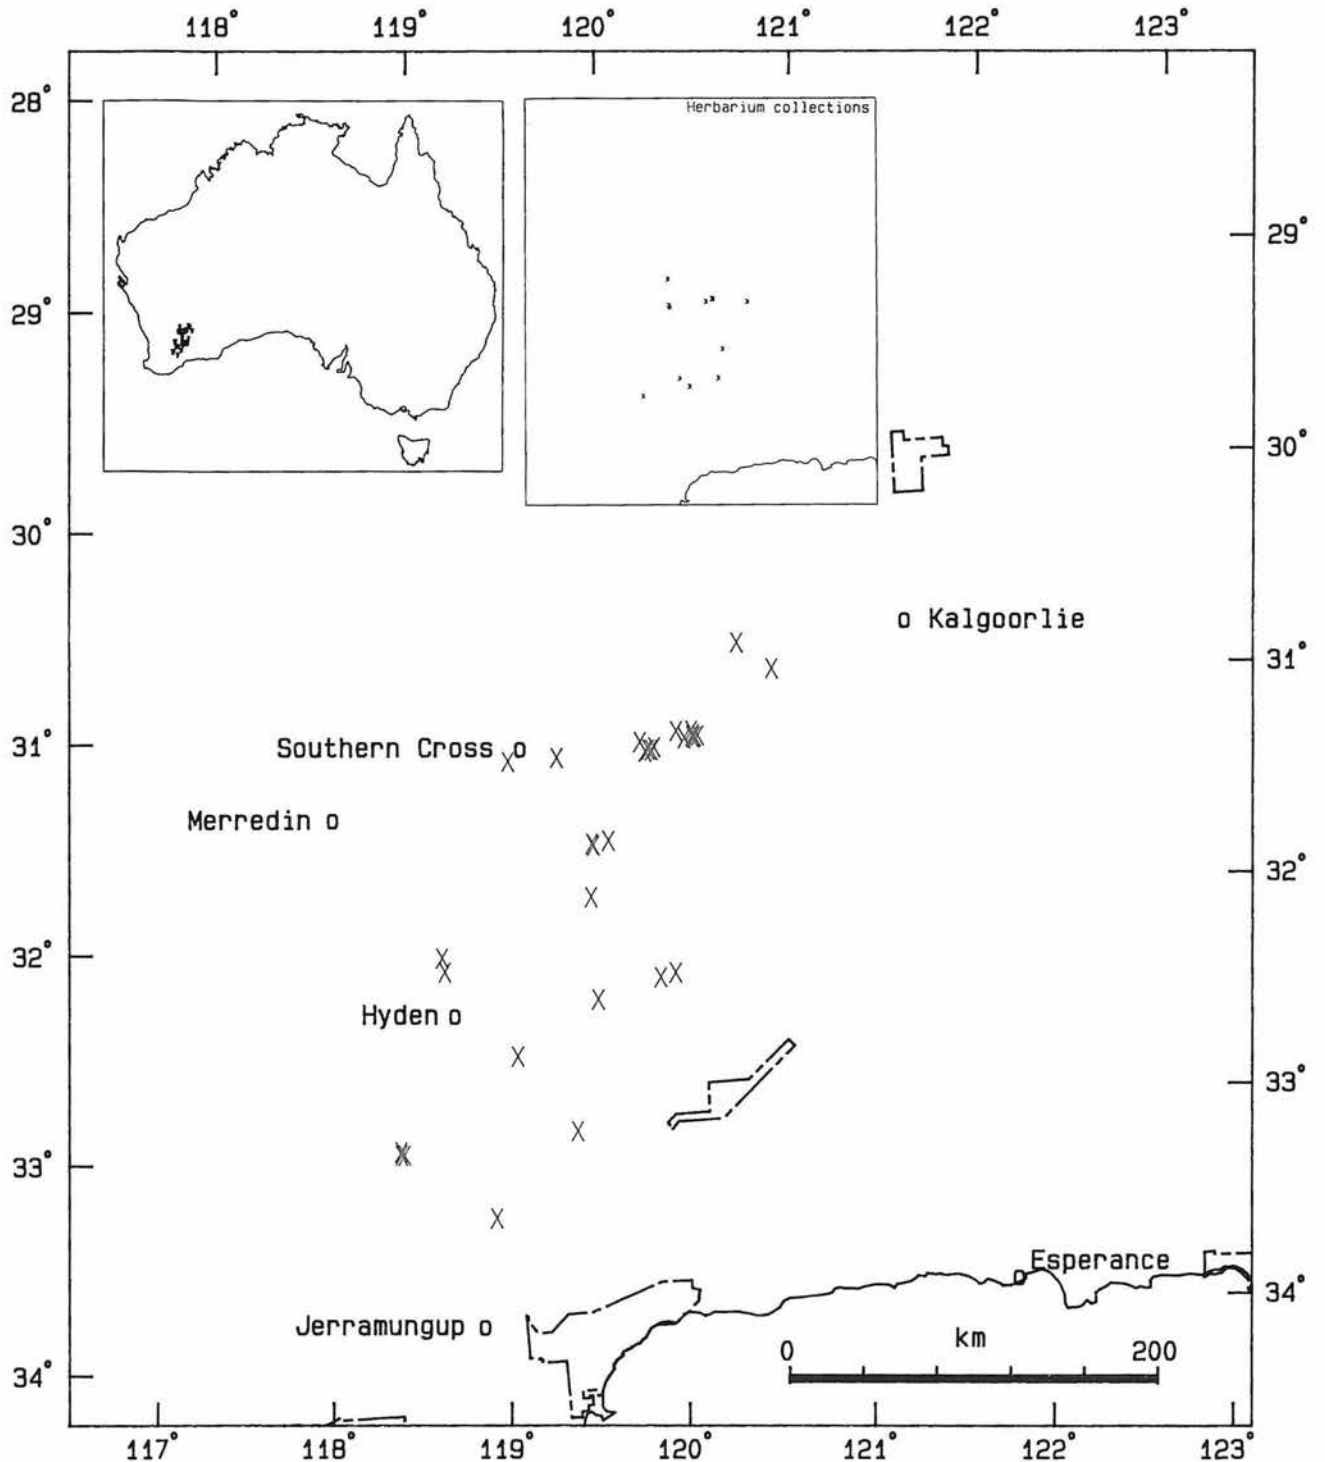 118° 119° 120° 121° 122° 123°
28°
Herbarium collections
29°
29°
30°
30°
Kalgoorlie
31°
Southern Cross
31°
Merredin
32°
32°
Hyden
33°
33°
Esperance
34°
Jerramungup
km
0 200
34°
117° 118° 119° 120° 121° 122° 123°